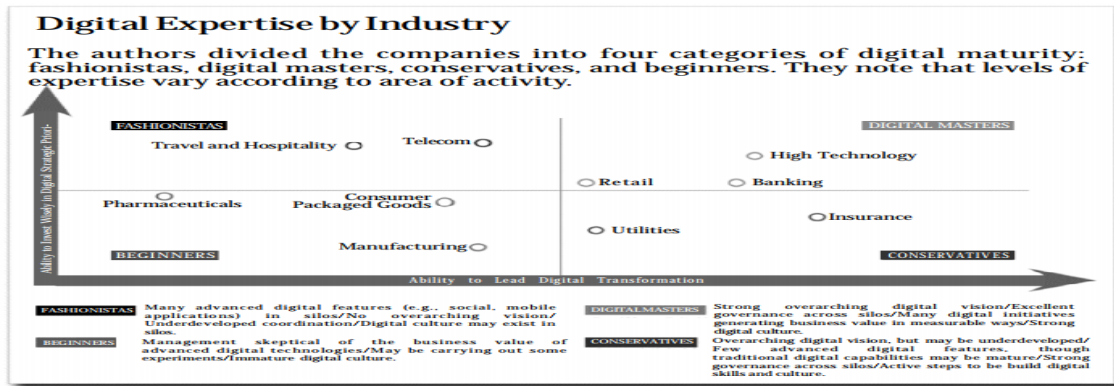 Digital Expertise by Industry
The authors divided the companies into four categories of digital maturity:
fashionistas, digital masters, conservatives, and beginners. They note that levels of
expertise vary according to area of activity.
Ability to Invest Wisely in Digital Strategic Priori-
FASHIONISTAS
DIGITAL MASTERS
Travel and Hospitality
Telecom
High Technology
Retail
Banking
Pharmaceuticals
Consumer
Packaged Goods
Insurance
Utilities
Manufacturing
BEGINNERS
CONSERVATIVES
Ability to Lead Digital Transformation
FASHIONISTAS
Many advanced digital features (e.g., social, mobile
applications) in silos/No overarching vision/
Underdeveloped coordination/Digital culture may exist in
silos.
DIGITALMASTERS
Strong overarching digital vision/Excellent
governance across silos/Many digital initiatives
generating business value in measurable ways/Strong
digital culture.
BEGINNERS
Management skeptical of the business value of
advanced digital technologies/May be carrying out some
experiments/Immature digital culture.
CONSERVATIVES
Overarching digital vision, but may be underdeveloped/
Few advanced digital features, though
traditional digital capabilities may be mature/Strong
governance across silos/Active steps to be build digital
skills and culture.